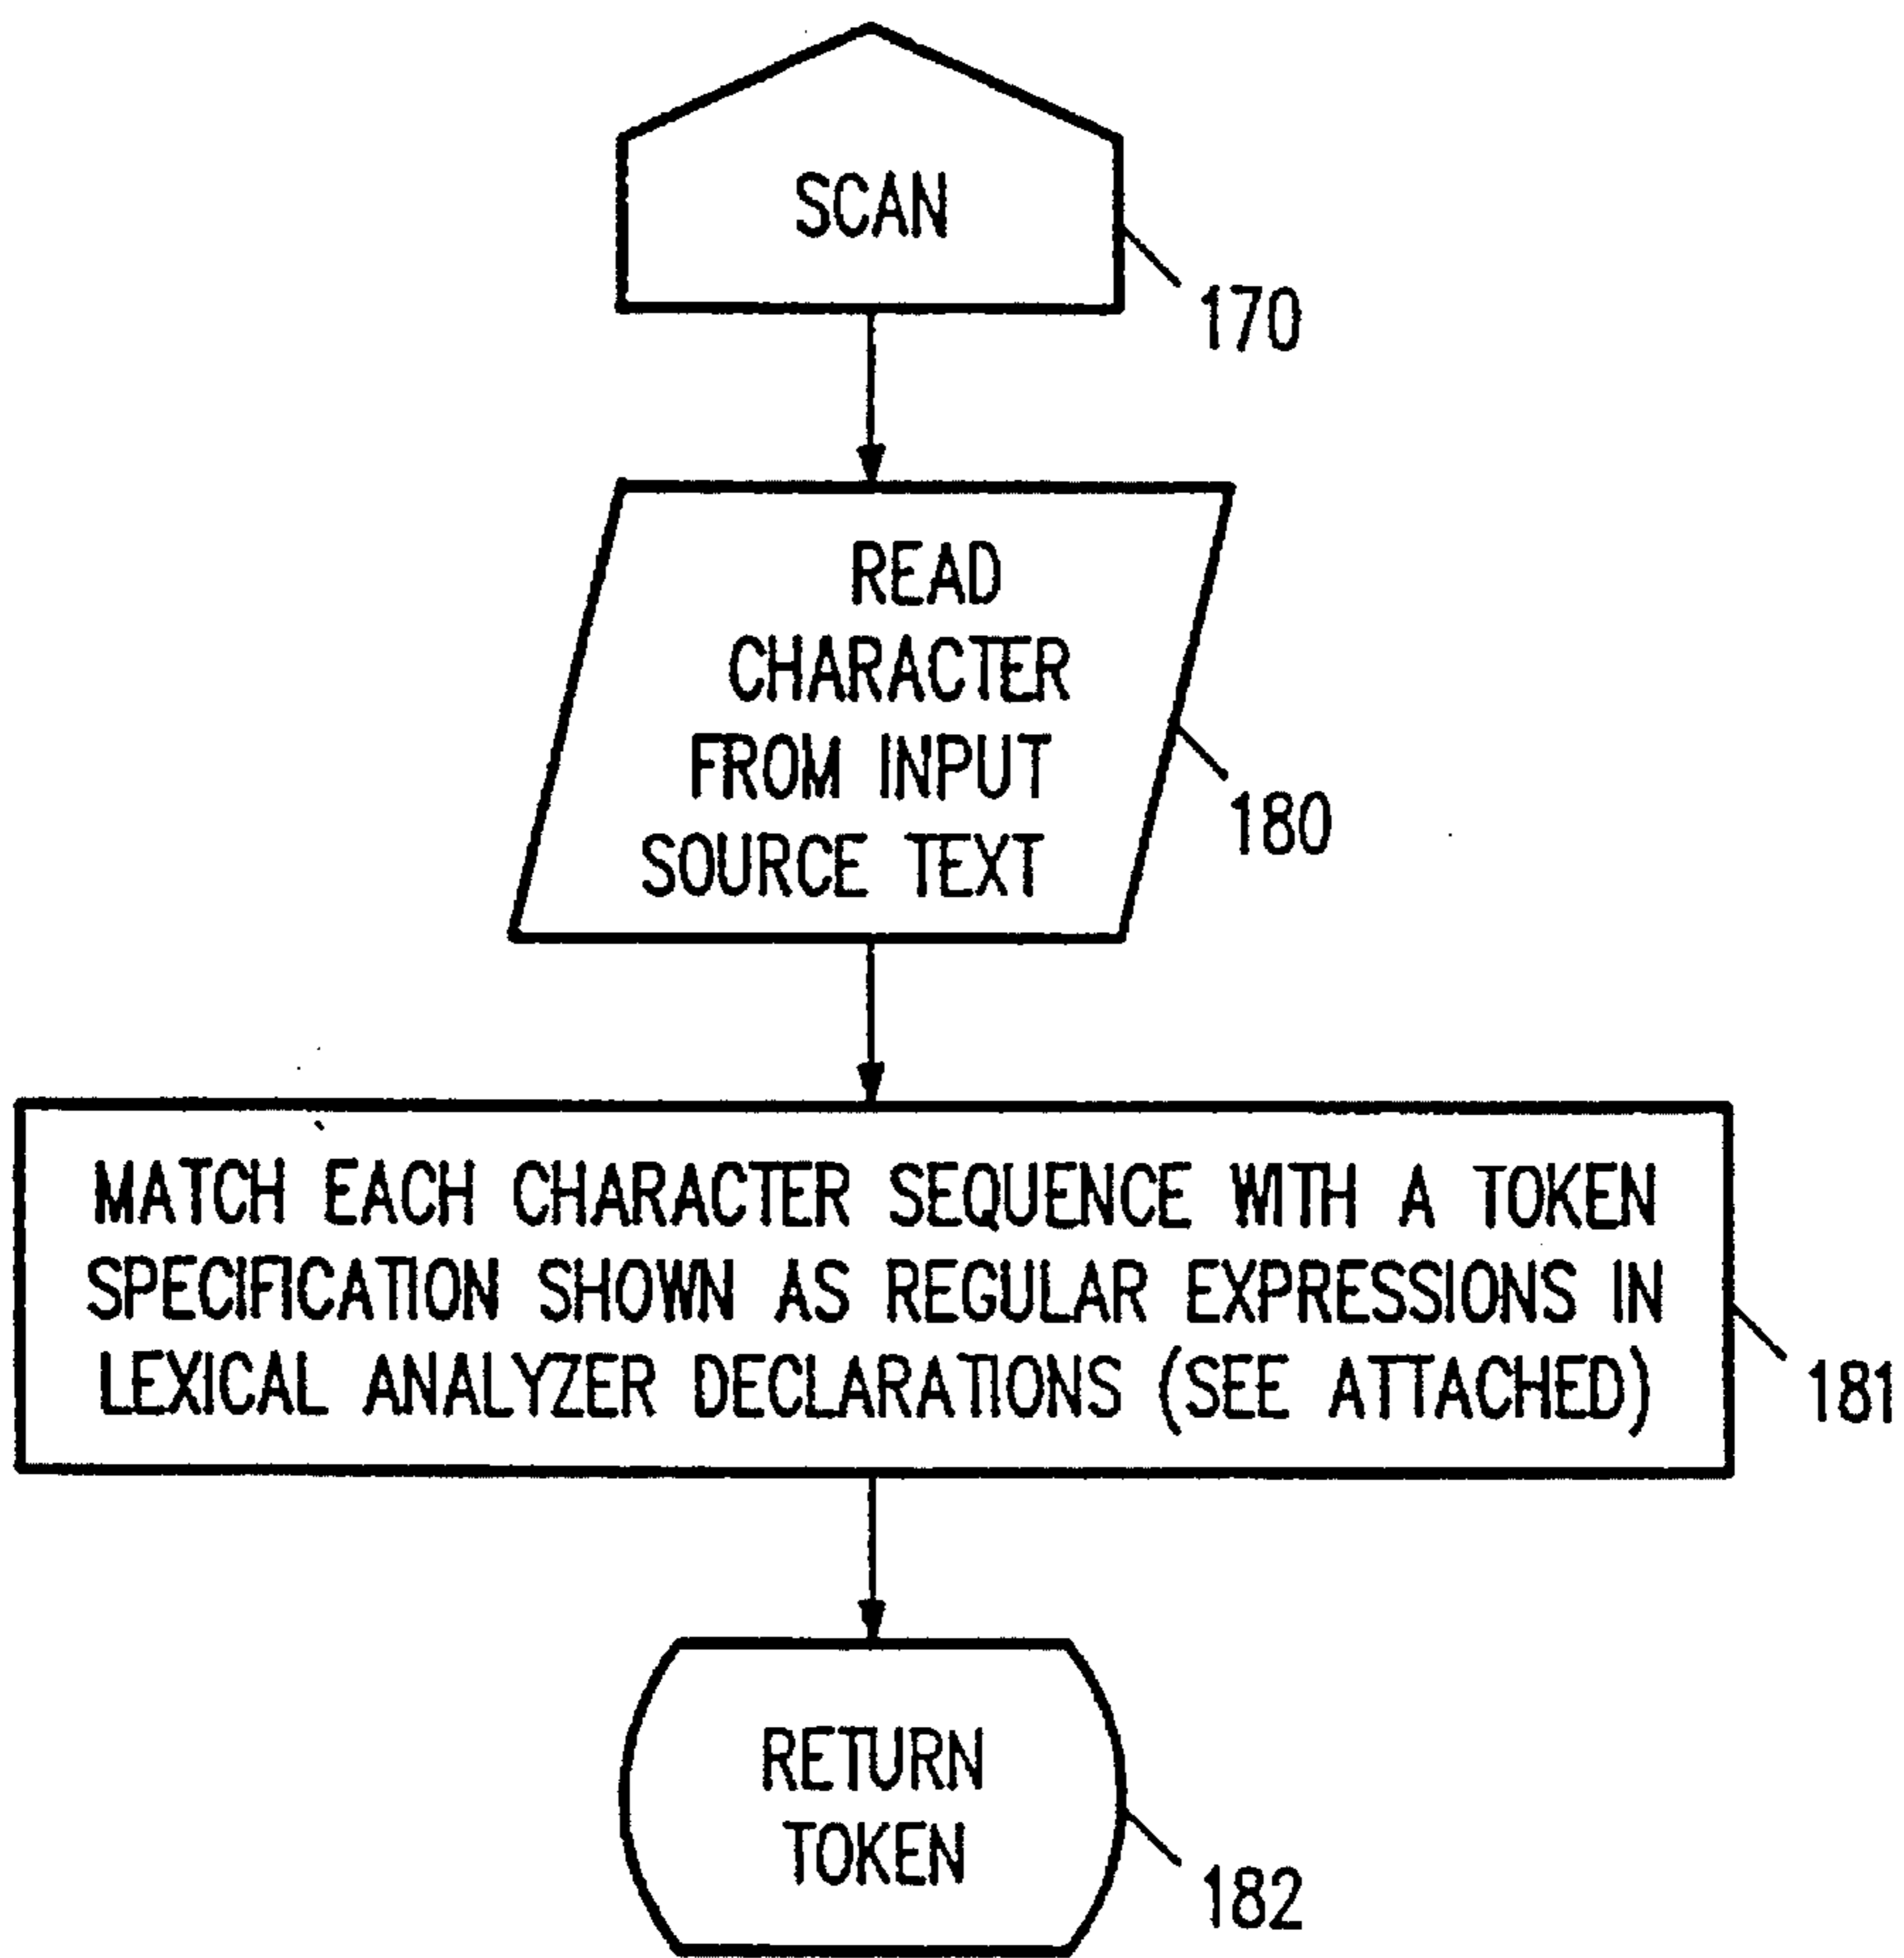 SCAN
170
READ
CHARACTER
FROM INPUT
SOURCE TEXT
180
MATCH EACH CHARACTER SEQUENCE WITH A TOKEN
SPECIFICATION SHOWN AS REGULAR EXPRESSIONS IN
LEXICAL ANALYZER DECLARATIONS (SEE ATTACHED)
181
RETURN
TOKEN
182